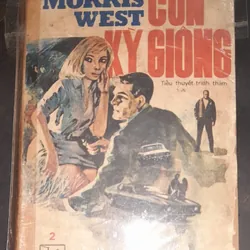 MORRIS
WEST
CON
KỲ GIÔNG
Tiểu thuyết trinh thám
2